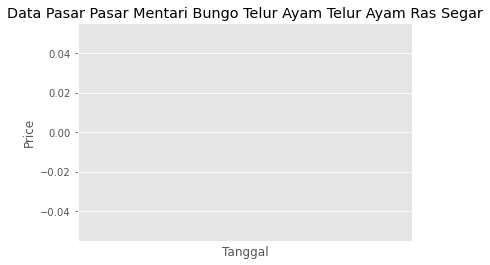 Data Pasar Pasar Mentari Bungo Telur Ayam Telur Ayam Ras Segar
0.04
0.02
0.00
−0.02
−0.04
Price
Tanggal